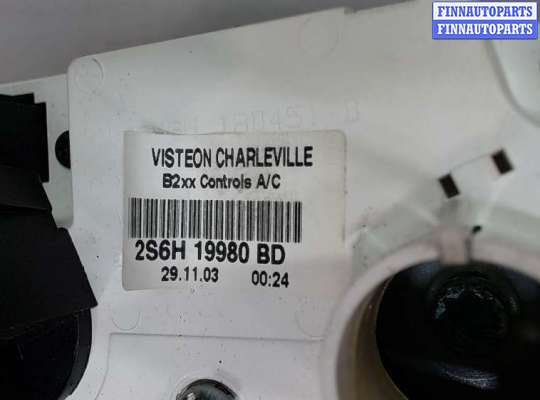 FINNAUTOPARTS
FINNAUTOPARTS
VISTEON CHARLEVILLE
B2xx Controls A/C
2S6H 19980 BD
29.11.03 00:24